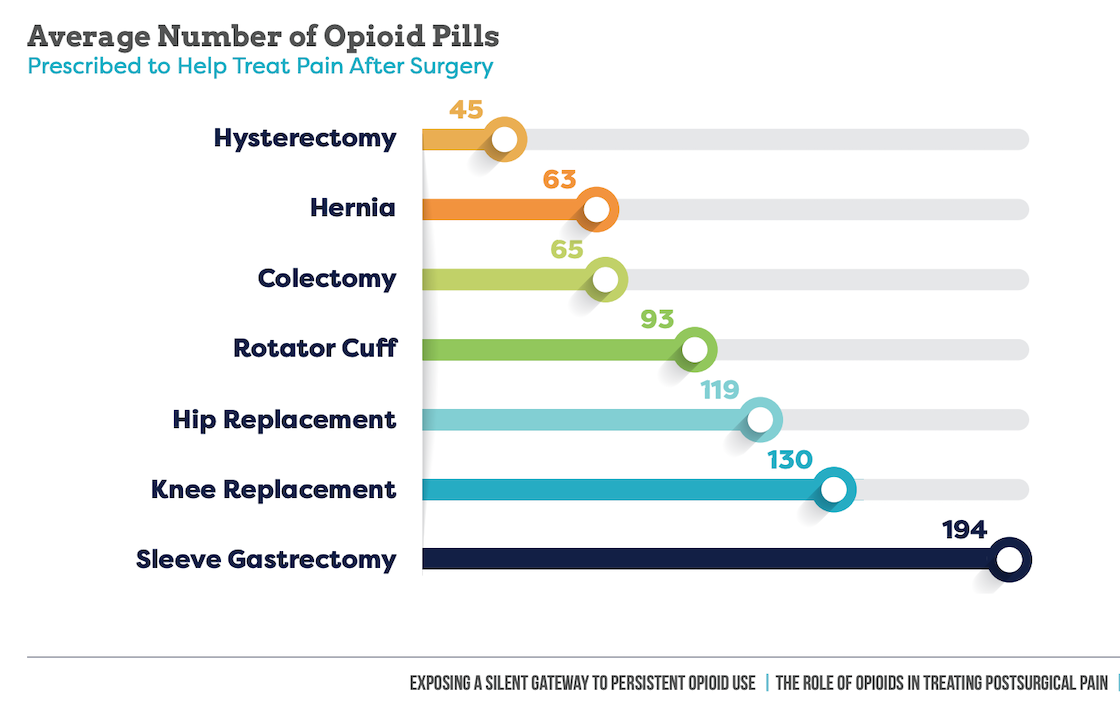 Average Number of Opioid Pills
Prescribed to Help Treat Pain After Surgery
45
Hysterectomy
63
Hernia
65
Colectomy
93
Rotator Cuff
119
Hip Replacement
130
Knee Replacement
194
Sleeve Gastrectomy
EXPOSING A SILENT GATEWAY TO PERSISTENT OPIOID USE | THE ROLE OF OPIOIDS IN TREATING POSTSURGICAL PAIN |